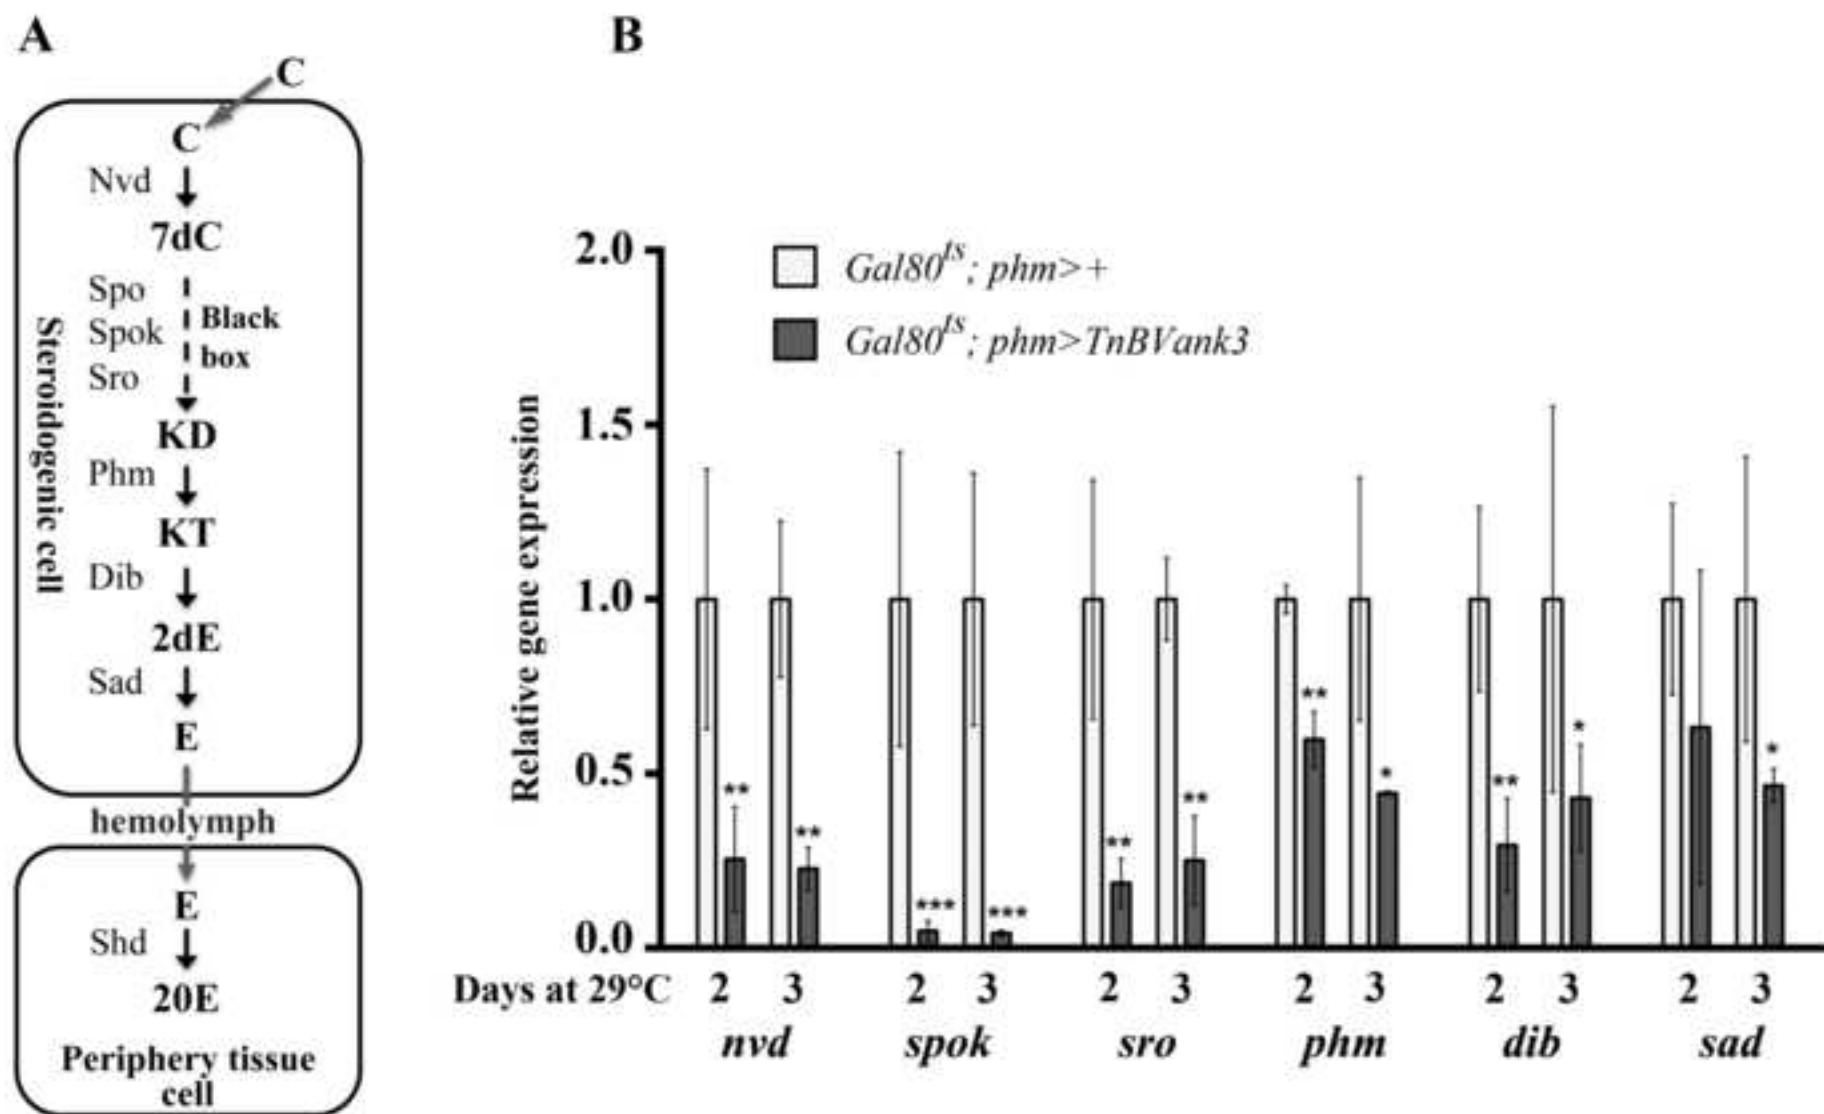 A
C
C
Nvd
7dC
Spo
Spok
Sro
Black
box
KD
Phm
KT
Dib
2dE
Sad
E
Steroidogenic cell
hemolymph
E
Shd
20E
Periphery tissue
cell
B
Gal80ts; phm>+
Gal80ts; phm>TnBVank3
Relative gene expression
2.0
1.5
1.0
0.5
0.0
** ** *** *** ** ** ** * ** * *
Days at 29°C 2 3 2 3 2 3 2 3 2 3 2 3
nvd spok sro phm dib sad